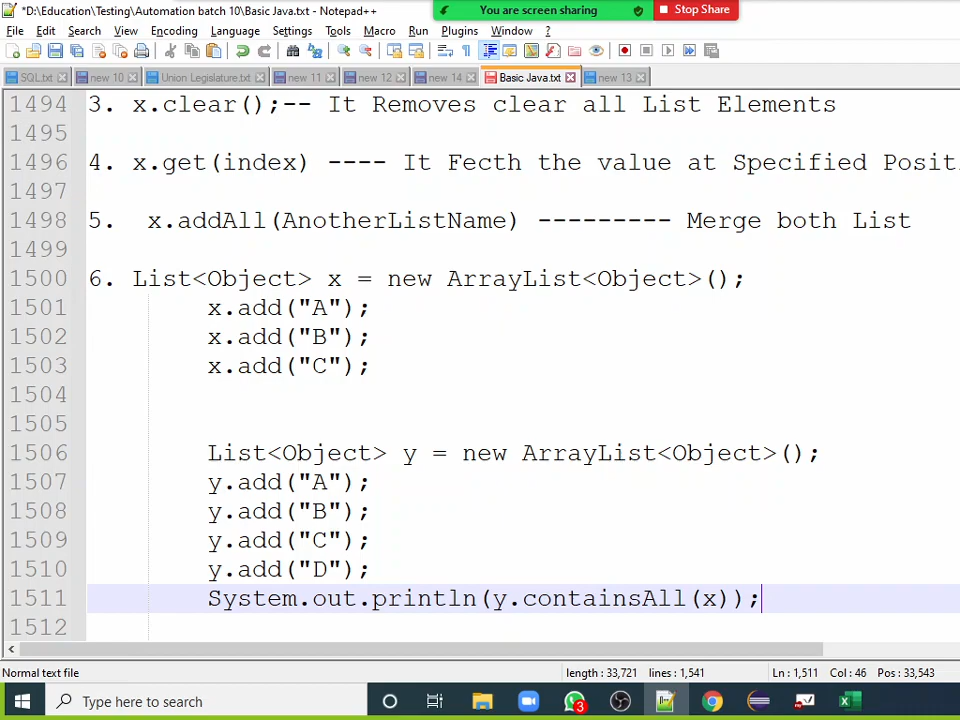 *D:\Education\Testing\Automation batch 10\Basic Java.txt - Notepad++
You are screen sharing
Stop Share
File Edit Search View Encoding Language Settings Tools Macro Run Plugins Window ?
SQL.txt new 10 Union Legislature.txt new 11 new 12 new 14 Basic Java.txt new 13
1494 3. x.clear();-- It Removes clear all List Elements
1495
1496 4. x.get(index) ---- It Fecth the value at Specified Positi
1497
1498 5.  x.addAll(AnotherListName) --------- Merge both List
1499
1500 6. List<Object> x = new ArrayList<Object>();
1501 x.add("A");
1502 x.add("B");
1503 x.add("C");
1504
1505
1506 List<Object> y = new ArrayList<Object>();
1507 y.add("A");
1508 y.add("B");
1509 y.add("C");
1510 y.add("D");
1511 System.out.println(y.containsAll(x));
1512
Normal text file length : 33,721 lines : 1,541 Ln : 1,511 Col : 46 Pos : 33,543
Type here to search
3